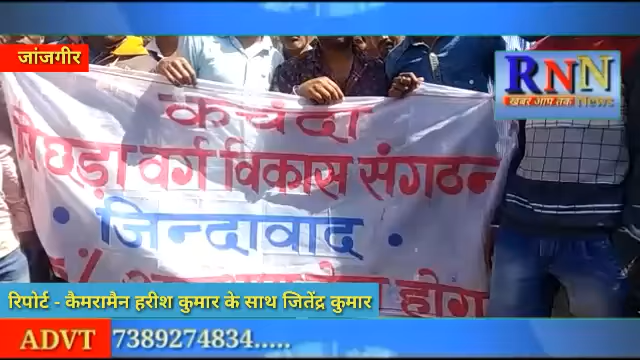 जांजगीर
RNN
खबर आप तक News
कचंदा
पिछड़ा वर्ग विकास संगठन
• जिन्दावाद •
होगा
रिपोर्ट - कैमरामैन हरीश कुमार के साथ जितेंद्र कुमार
ADVT 7389274834.....